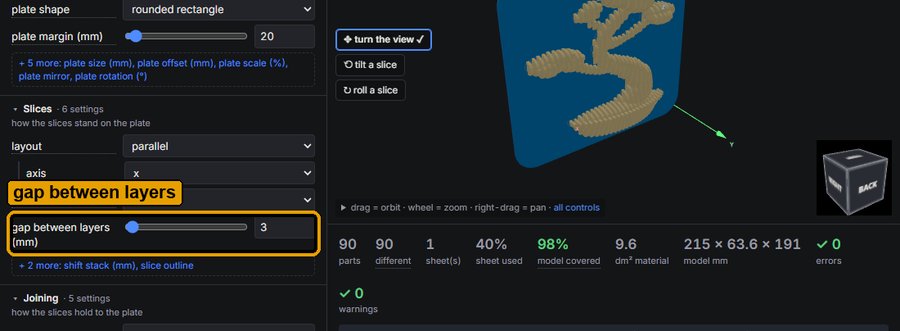 plate shape
rounded rectangle
plate margin (mm)
20
+ 5 more: plate size (mm), plate offset (mm), plate scale (%),
plate mirror, plate rotation (°)
Slices · 6 settings
how the slices stand on the plate
layout
parallel
axis
x
gap between layers
gap between layers
(mm)
3
+ 2 more: shift stack (mm), slice outline
Joining · 5 settings
how the slices hold to the plate
✥ turn the view ✓
⟲ tilt a slice
↻ roll a slice
Y
BACK
▶ drag = orbit · wheel = zoom · right-drag = pan · all controls
90
parts
90
different
1
sheet(s)
40%
sheet used
98%
model covered
9.6
dm² material
215 × 63.6 × 191
model mm
✓ 0
errors
✓ 0
warnings